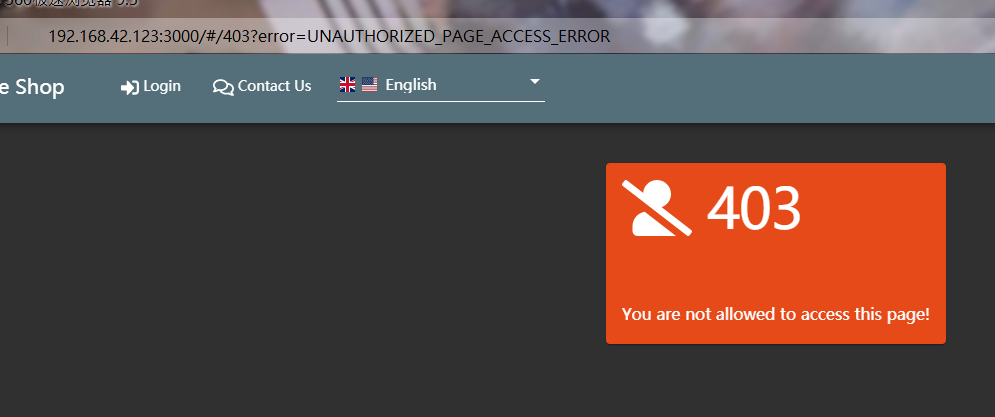 192.168.42.123:3000/#/403?error=UNAUTHORIZED_PAGE_ACCESS_ERROR
e Shop Login Contact Us English
403
You are not allowed to access this page!